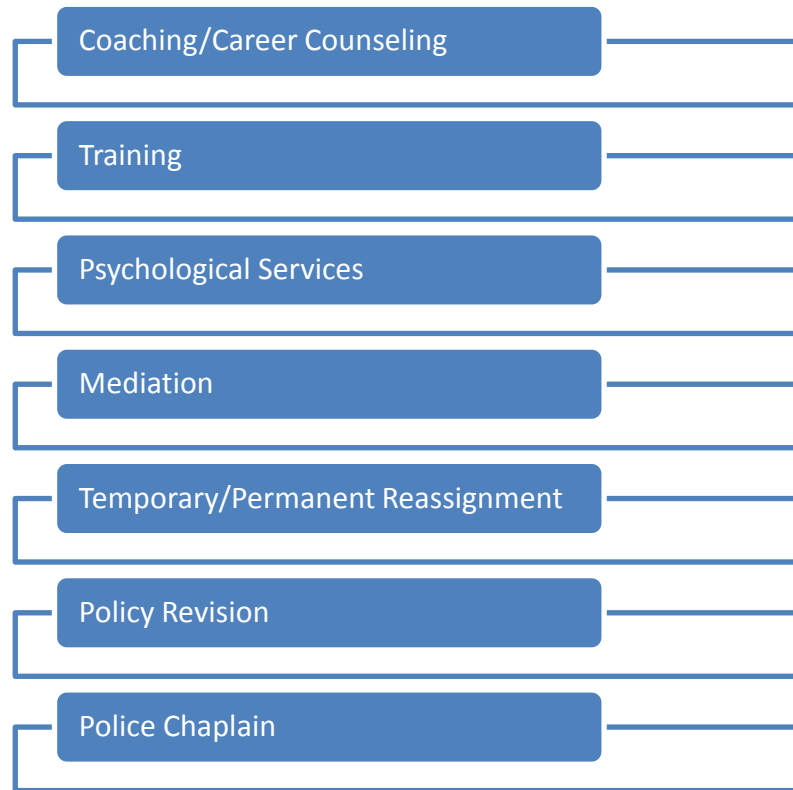 Coaching/Career Counseling
Training
Psychological Services
Mediation
Temporary/Permanent Reassignment
Policy Revision
Police Chaplain